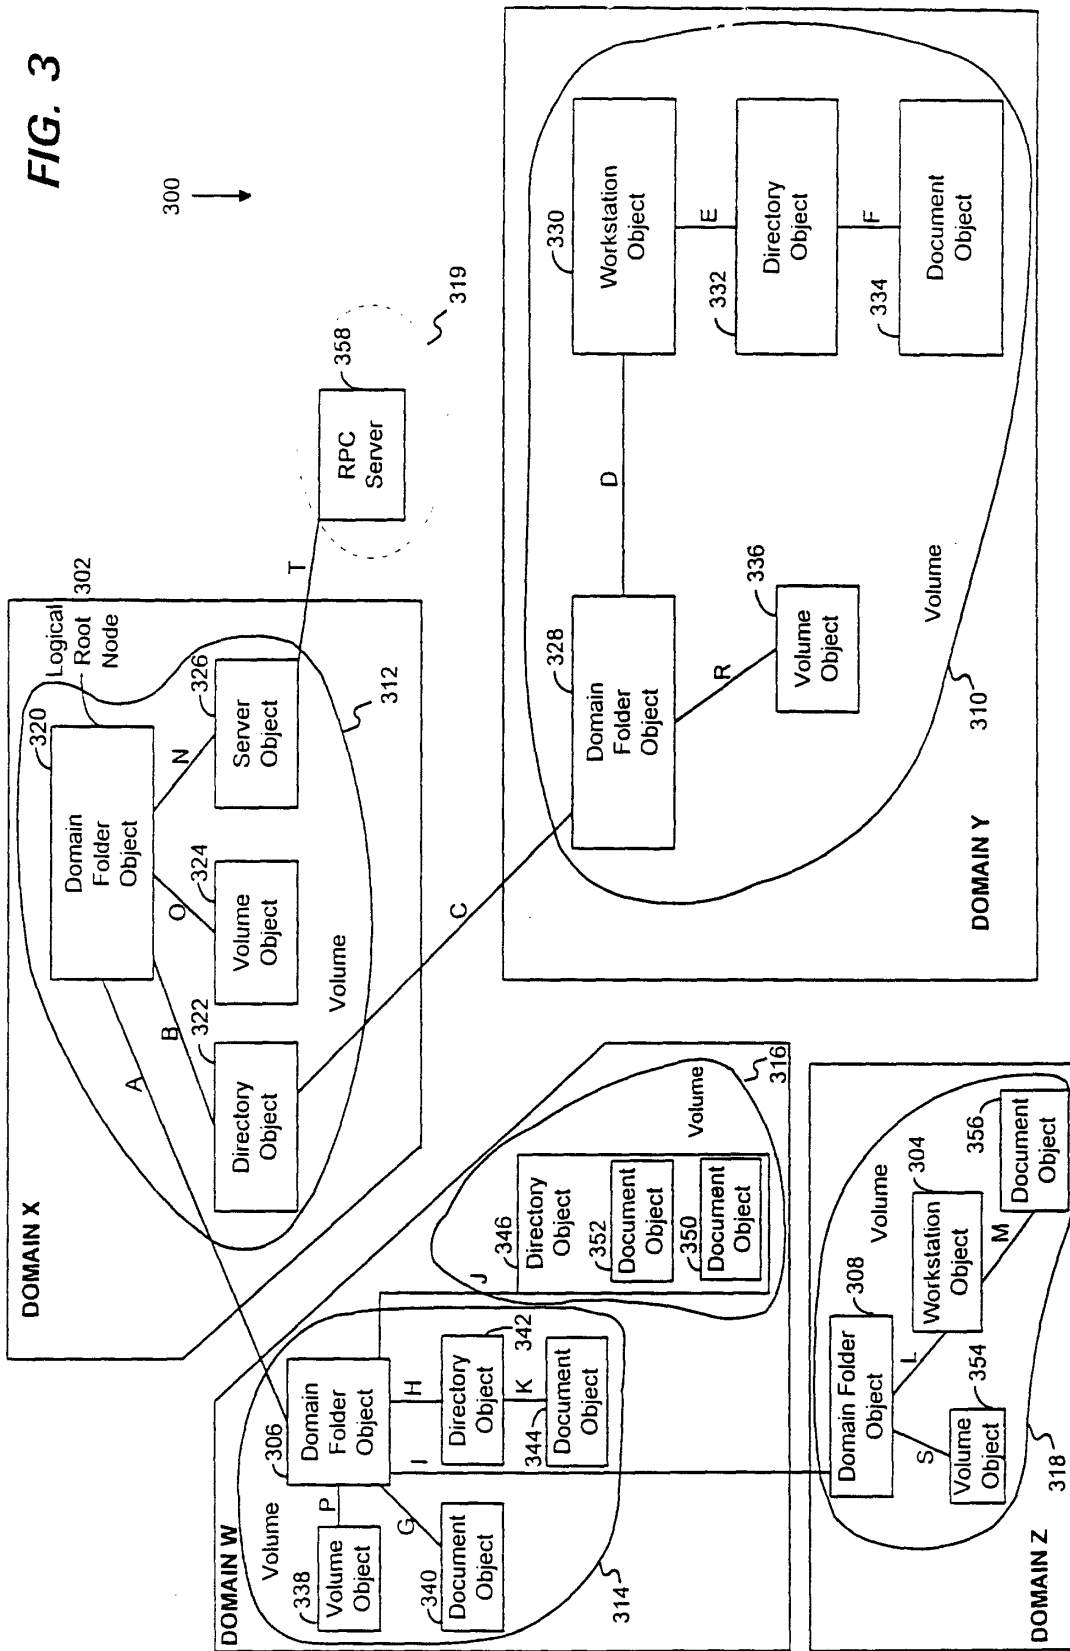 FIG. 3
300
DOMAIN X
320
Logical
Root
Node
302
Domain
Folder
Object
A
B
O
N
322
Directory
Object
324
Volume
Object
326
Server
Object
Volume
312
T
RPC
Server
358
319
C
DOMAIN W
Volume
306
Domain
Folder
Object
P
338
Volume
Object
G
340
Document
Object
H
I
342
Directory
Object
K
344
Document
Object
314
J
346
Directory
Object
352
Document
Object
350
Document
Object
Volume
316
DOMAIN Y
328
Domain
Folder
Object
D
330
Workstation
Object
E
332
Directory
Object
F
334
Document
Object
R
336
Volume
Object
Volume
310
DOMAIN Z
308
Domain Folder
Object
Volume
L
304
Workstation
Object
S
354
Volume
Object
M
356
Document
Object
318